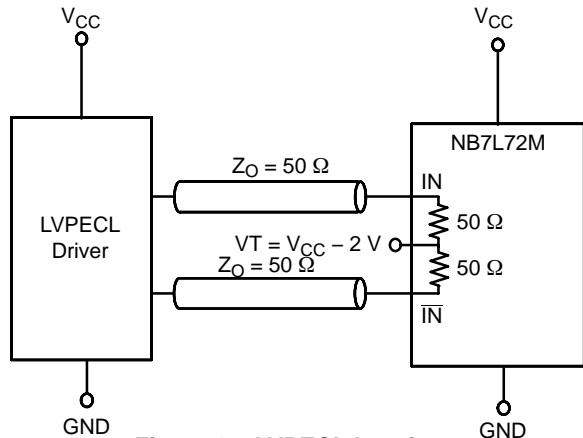 VCC
VCC
NB7L72M
ZO = 50 Ω
IN
LVPECL
Driver
50 Ω
VT = VCC – 2 V
ZO = 50 Ω
50 Ω
IN
GND
GND